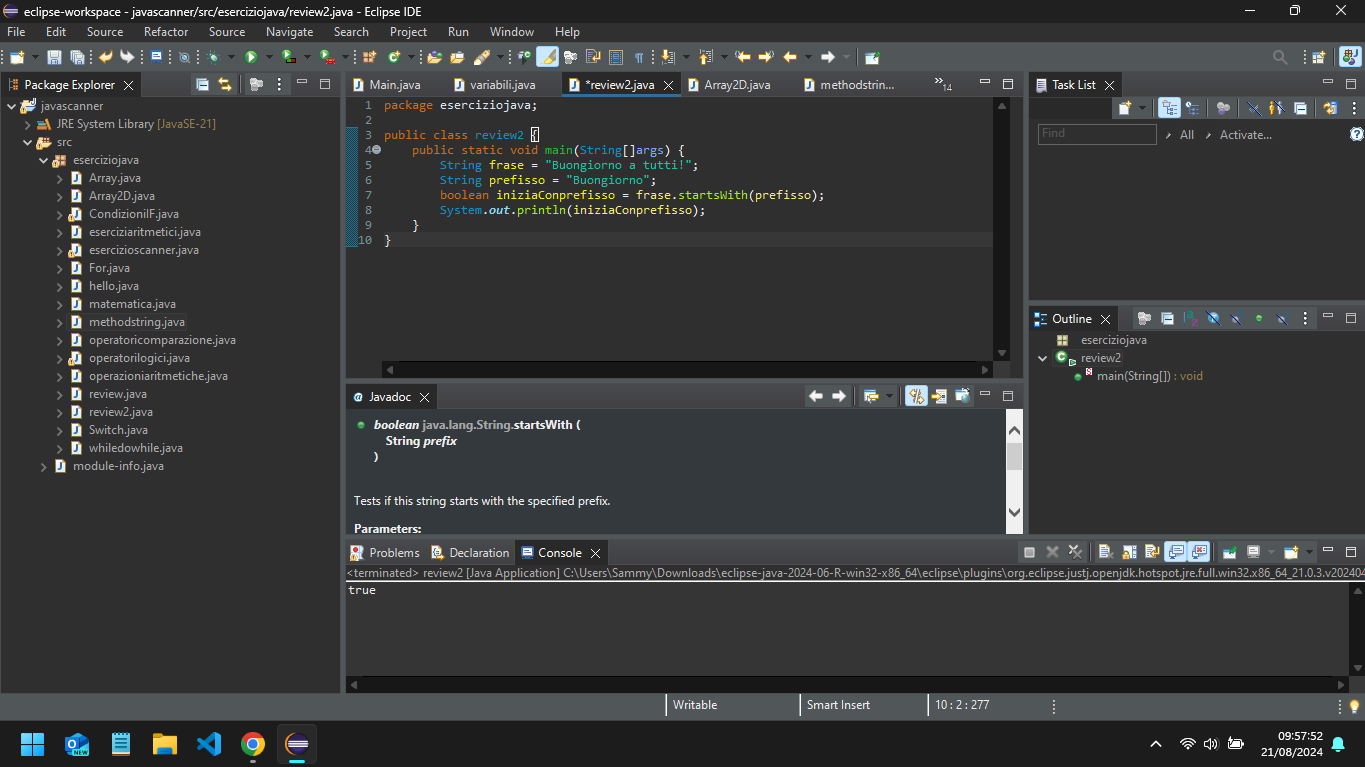 eclipse-workspace - javascanner/src/eserciziojava/review2.java - Eclipse IDE
File Edit Source Refactor Source Navigate Search Project Run Window Help
Package Explorer
javascanner
JRE System Library [JavaSE-21]
src
eserciziojava
Array.java
Array2D.java
CondizioniIF.java
eserciziaritmetici.java
esercizioscanner.java
For.java
hello.java
matematica.java
methodstring.java
operatoricomparazione.java
operatorilogici.java
operazioniaritmetiche.java
review.java
review2.java
Switch.java
whiledowhile.java
module-info.java
Main.java variabili.java *review2.java Array2D.java methodstrin... »14
1 package eserciziojava;
2
3 public class review2 {
4 public static void main(String[]args) {
5 String frase = "Buongiorno a tutti!";
6 String prefisso = "Buongiorno";
7 boolean iniziaConprefisso = frase.startsWith(prefisso);
8 System.out.println(iniziaConprefisso);
9 }
10 }
@ Javadoc
boolean java.lang.String.startsWith (
String prefix
)
Tests if this string starts with the specified prefix.
Parameters:
Problems Declaration Console
<terminated> review2 [Java Application] C:\Users\Sammy\Downloads\eclipse-java-2024-06-R-win32-x86_64\eclipse\plugins\org.eclipse.justj.openjdk.hotspot.jre.full.win32.x86_64_21.0.3.v202404
true
Task List
Find All Activate...
Outline
eserciziojava
review2
main(String[]) : void
Writable Smart Insert 10 : 2 : 277
NEW
09:57:52
21/08/2024